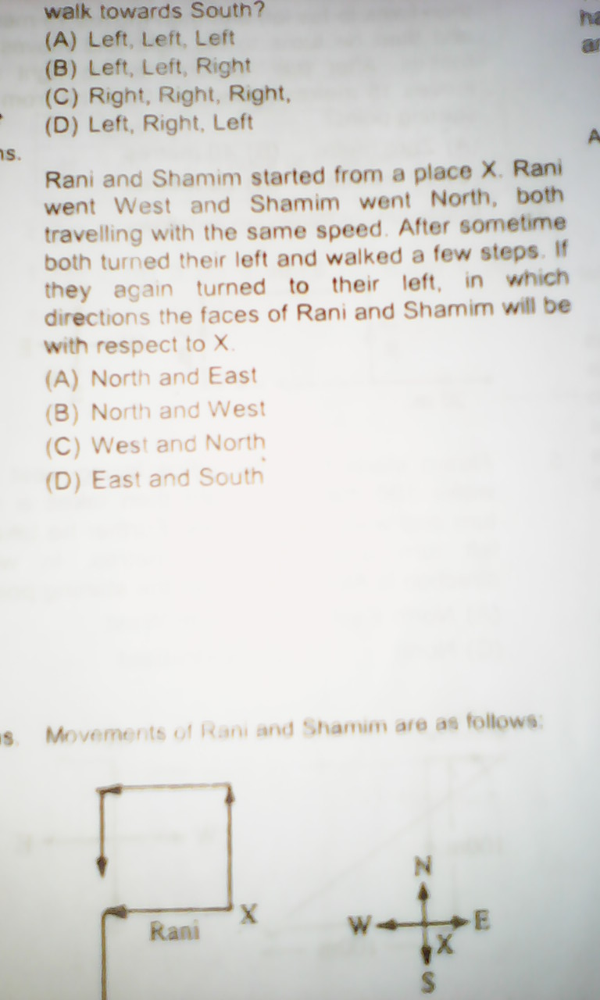 walk towards South?
(A) Left, Left, Left
(B) Left, Left, Right
(C) Right, Right, Right,
(D) Left, Right, Left
ns.
Rani and Shamim started from a place X. Rani
went West and Shamim went North, both
travelling with the same speed. After sometime
both turned their left and walked a few steps. If
they again turned to their left, in which
directions the faces of Rani and Shamim will be
with respect to X.
(A) North and East
(B) North and West
(C) West and North
(D) East and South
s. Movements of Rani and Shamim are as follows:
X
Rani
N
W
E
X
S
ha
A